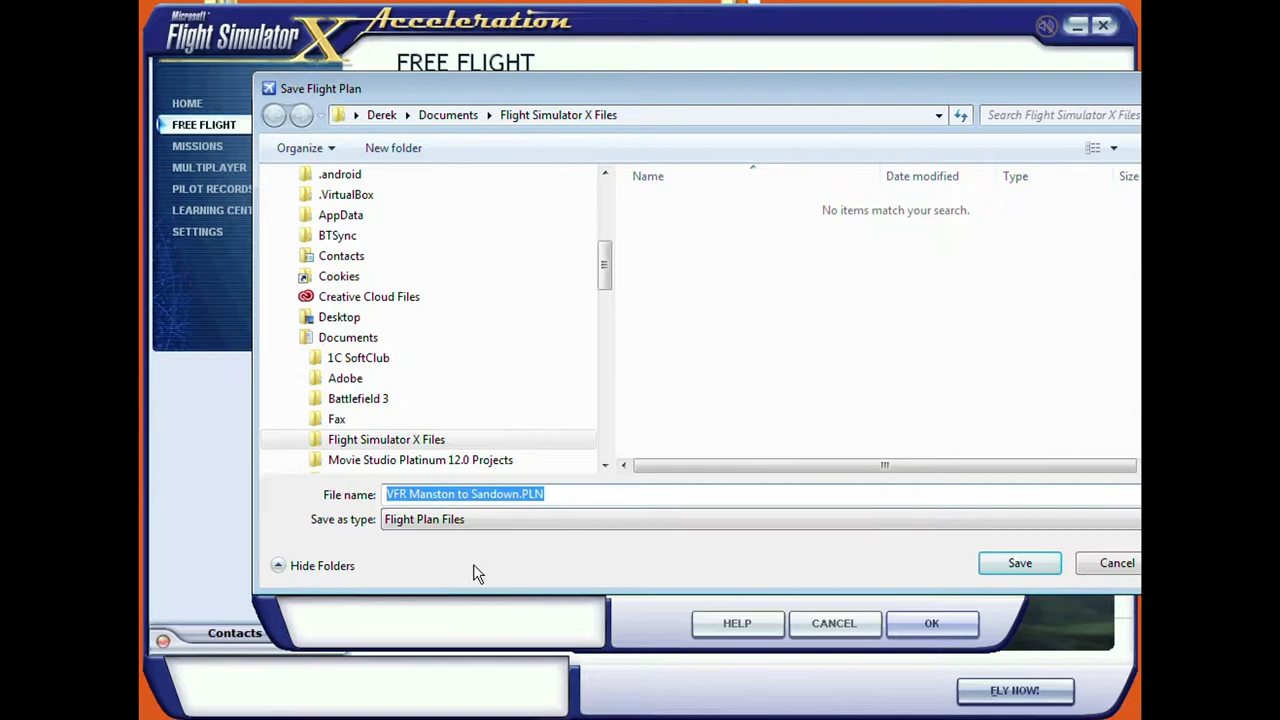 Microsoft
Flight Simulator X Acceleration
FREE FLIGHT
HOME
FREE FLIGHT
MISSIONS
MULTIPLAYER
PILOT RECORDS
LEARNING CENT
SETTINGS
Save Flight Plan
Derek Documents Flight Simulator X Files
Search Flight Simulator X Files
Organize
New folder
.android
.VirtualBox
AppData
BTSync
Contacts
Cookies
Creative Cloud Files
Desktop
Documents
1C SoftClub
Adobe
Battlefield 3
Fax
Flight Simulator X Files
Movie Studio Platinum 12.0 Projects
Name
Date modified
Type
Size
No items match your search.
File name: VFR Manston to Sandown.PLN
Save as type: Flight Plan Files
Hide Folders
Save
Cancel
HELP
CANCEL
OK
Contacts
FLY NOW!